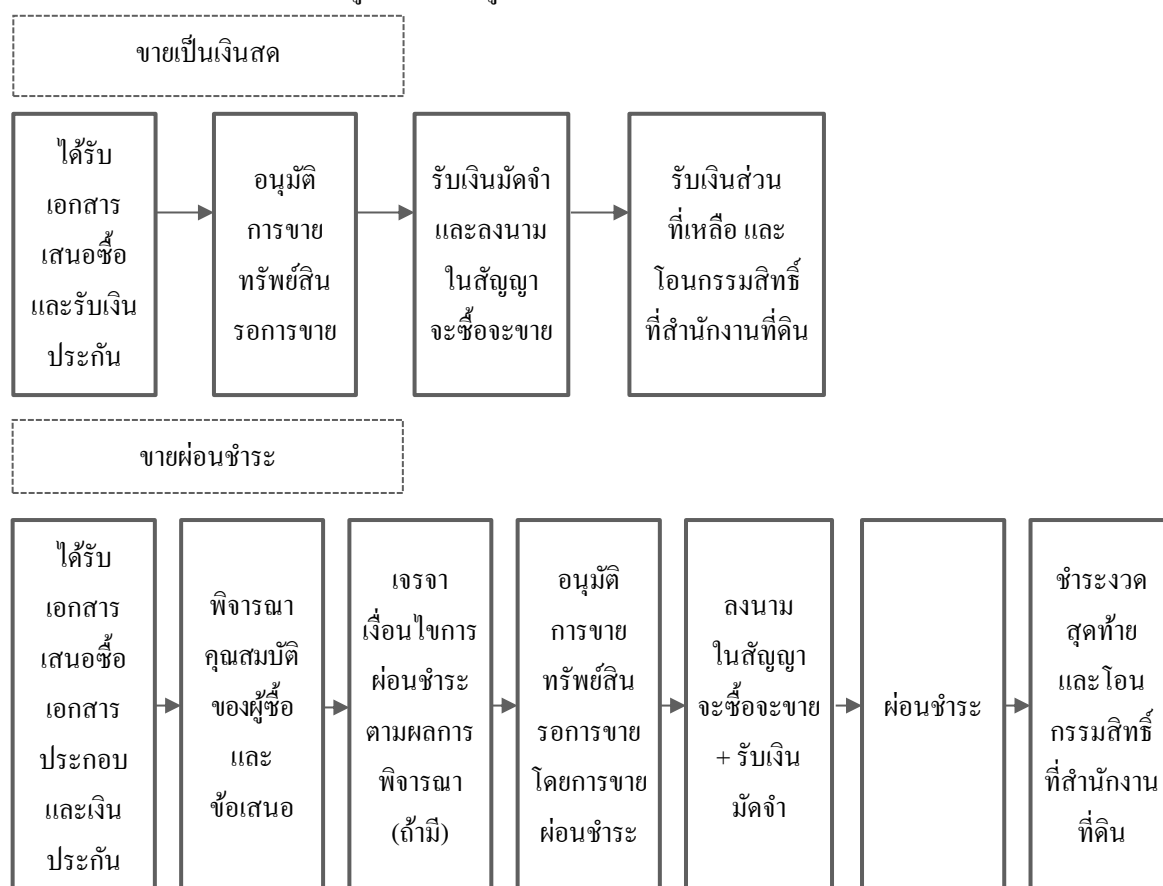 ขายเป็นเงินสด
ได้รับ
เอกสาร
เสนอซื้อ
และรับเงิน
ประกัน
อนุมัติ
การขาย
ทรัพย์สิน
รอการขาย
รับเงินมัดจำ
และลงนาม
ในสัญญา
จะซื้อจะขาย
รับเงินส่วน
ที่เหลือ และ
โอนกรรมสิทธิ์
ที่สำนักงานที่ดิน
ขายผ่อนชำระ
ได้รับ
เอกสาร
เสนอซื้อ
เอกสาร
ประกอบ
และเงิน
ประกัน
พิจารณา
คุณสมบัติ
ของผู้ซื้อ
และ
ข้อเสนอ
เจรจา
เงื่อนไขการ
ผ่อนชำระ
ตามผลการ
พิจารณา
(ถ้ามี)
อนุมัติ
การขาย
ทรัพย์สิน
รอการขาย
โดยการขาย
ผ่อนชำระ
ลงนาม
ในสัญญา
จะซื้อจะขาย
+ รับเงิน
มัดจำ
ผ่อนชำระ
ชำระงวด
สุดท้าย
และโอน
กรรมสิทธิ์
ที่สำนักงาน
ที่ดิน